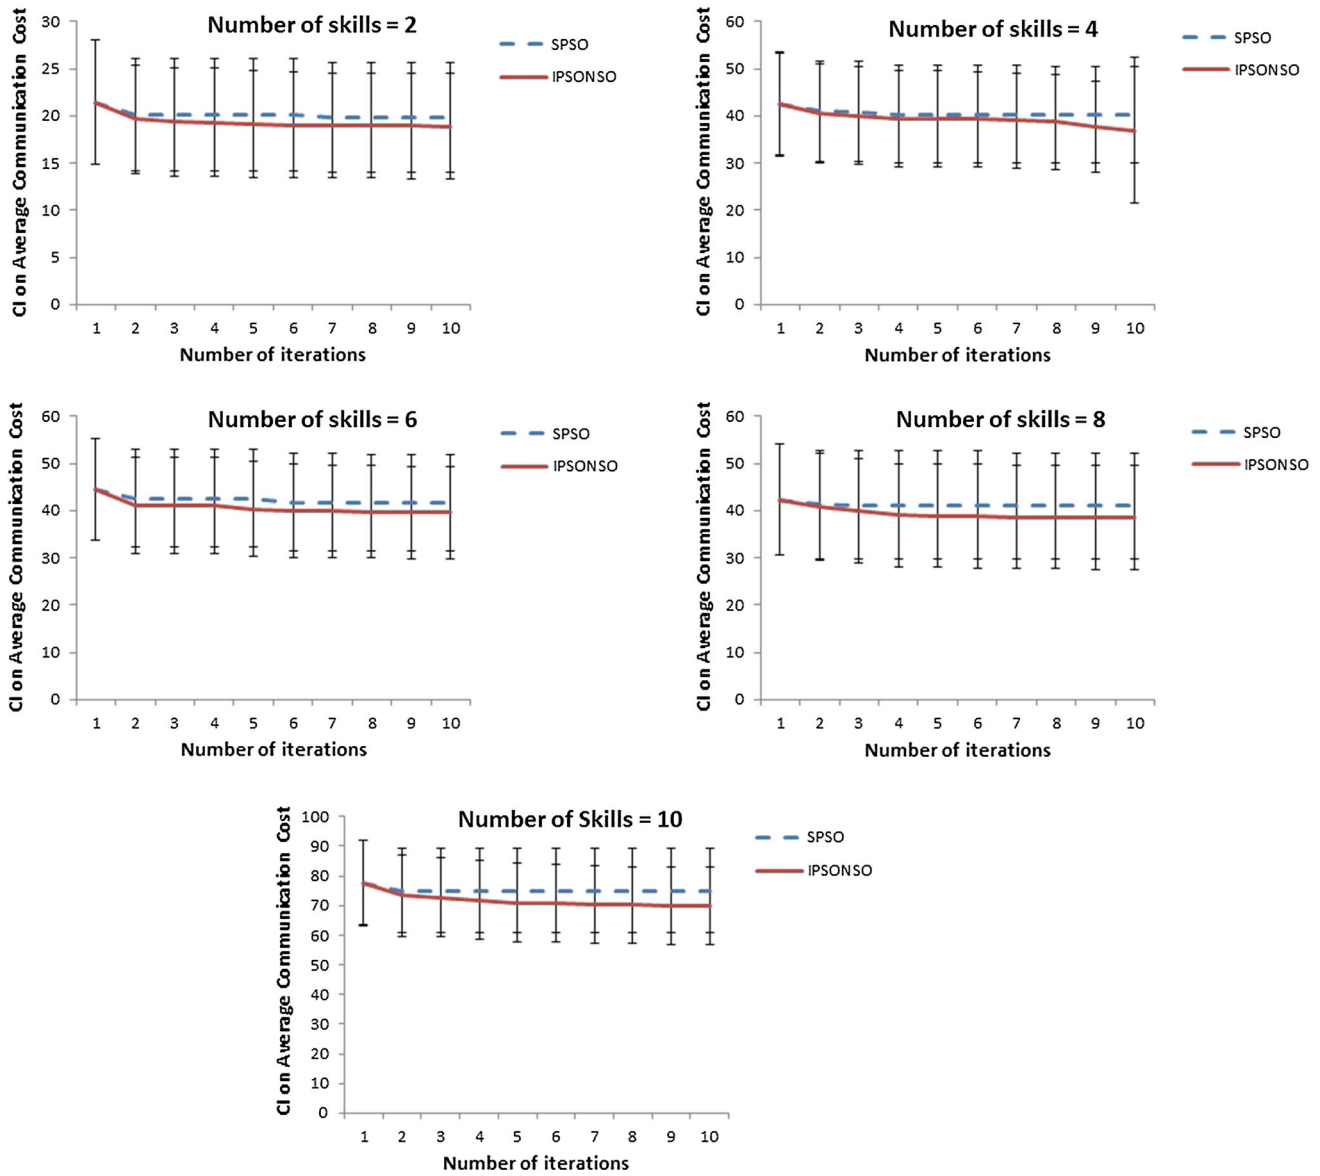 Number of skills = 2
CI on Average Communication Cost
30
25
20
15
10
5
0
1 2 3 4 5 6 7 8 9 10
Number of iterations
SPSO
IPSONSO
Number of skills = 4
CI on Average Communication Cost
60
50
40
30
20
10
0
1 2 3 4 5 6 7 8 9 10
Number of iterations
SPSO
IPSONSO
Number of skills = 6
CI on Average Communication Cost
60
50
40
30
20
10
0
1 2 3 4 5 6 7 8 9 10
Number of iterations
SPSO
IPSONSO
Number of skills = 8
CI on Average Communication Cost
60
50
40
30
20
10
0
1 2 3 4 5 6 7 8 9 10
Number of iterations
SPSO
IPSONSO
Number of Skills = 10
CI on Average Communication Cost
100
90
80
70
60
50
40
30
20
10
0
1 2 3 4 5 6 7 8 9 10
Number of iterations
SPSO
IPSONSO